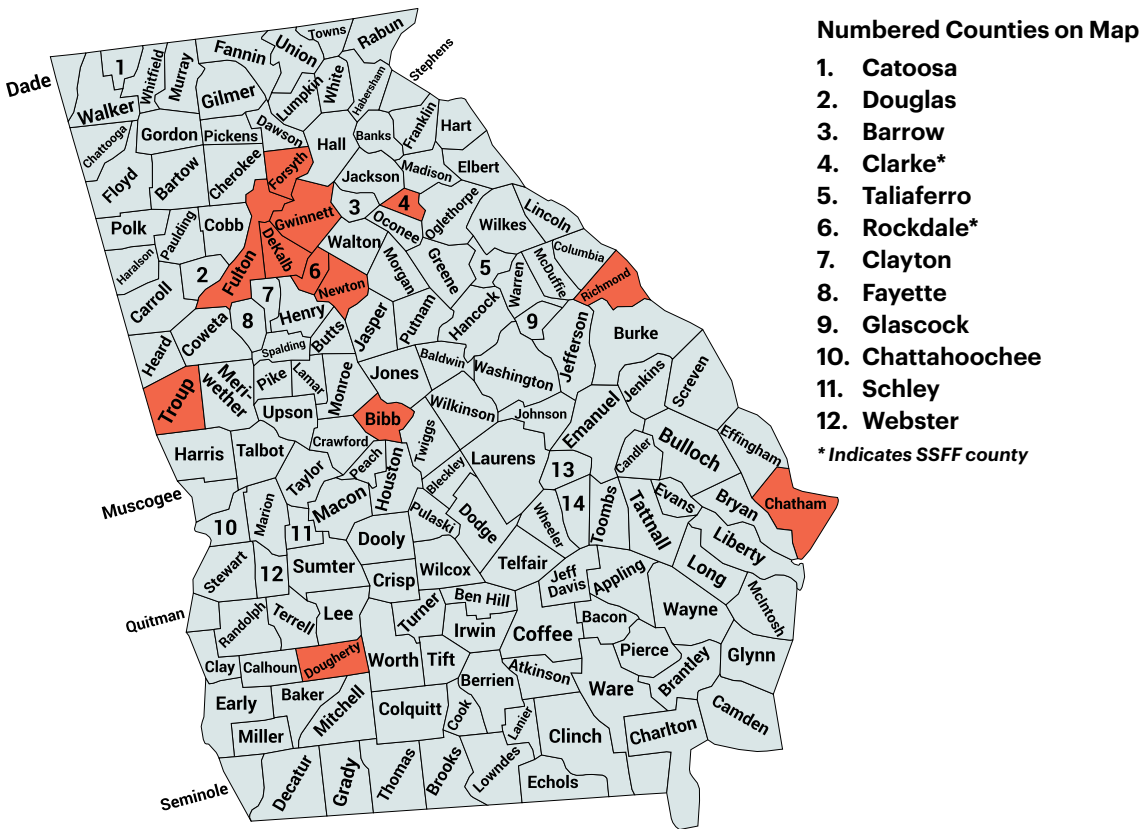 Numbered Counties on Map
1. Catoosa
2. Douglas
3. Barrow
4. Clarke*
5. Taliaferro
6. Rockdale*
7. Clayton
8. Fayette
9. Glascock
10. Chattahoochee
11. Schley
12. Webster
* Indicates SSFF county
Dade
Walker
1
Whitfield
Murray
Fannin
Gilmer
Union
Towns
Rabun
Lumpkin
White
Habersham
Stephens
Chattooga
Gordon
Pickens
Dawson
Hall
Banks
Franklin
Hart
Floyd
Bartow
Cherokee
Forsyth
Jackson
Madison
Elbert
Polk
Paulding
Cobb
Gwinnett
3
4
Oconee
Oglethorpe
Wilkes
Lincoln
Haralson
2
Fulton
DeKalb
6
Walton
Morgan
Greene
5
Warren
McDuffie
Columbia
Richmond
Carroll
7
Newton
8
Henry
Butts
Jasper
Putnam
Hancock
9
Jefferson
Burke
Heard
Coweta
Spalding
Troup
Meri-
wether
Pike
Lamar
Monroe
Jones
Baldwin
Washington
Jenkins
Screven
Upson
Bibb
Wilkinson
Johnson
Emanuel
Harris
Talbot
Crawford
Peach
Houston
Twiggs
Bleckley
Laurens
13
Candler
Bulloch
Effingham
Muscogee
Taylor
Macon
Chatham
10
Marion
11
Dooly
Pulaski
Dodge
Wheeler
14
Toombs
Tattnall
Evans
Bryan
Liberty
Stewart
12
Sumter
Crisp
Wilcox
Telfair
Jeff
Davis
Appling
Long
McIntosh
Quitman
Randolph
Terrell
Lee
Turner
Ben Hill
Irwin
Coffee
Bacon
Wayne
Clay
Calhoun
Dougherty
Worth
Tift
Atkinson
Pierce
Brantley
Glynn
Early
Baker
Mitchell
Colquitt
Berrien
Cook
Lanier
Ware
Camden
Miller
Clinch
Charlton
Seminole
Decatur
Grady
Thomas
Brooks
Lowndes
Echols